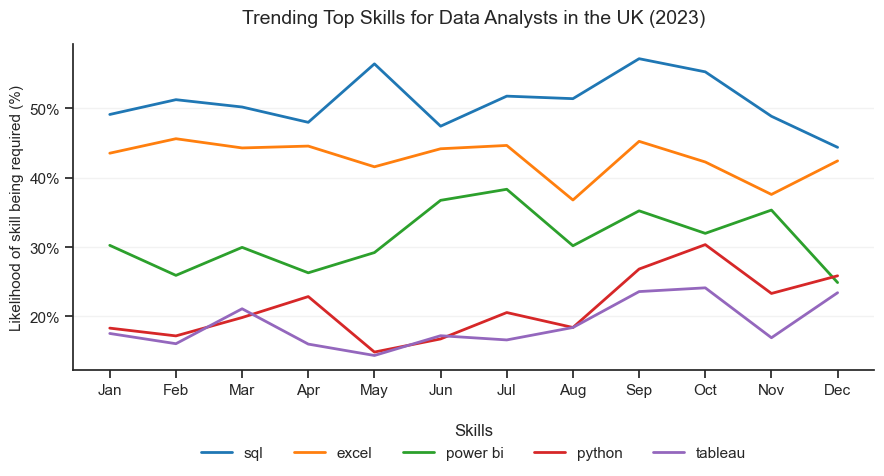 Trending Top Skills for Data Analysts in the UK (2023)
Likelihood of skill being required (%)
50%
40%
30%
20%
Jan Feb Mar Apr May Jun Jul Aug Sep Oct Nov Dec
Skills
sql excel power bi python tableau